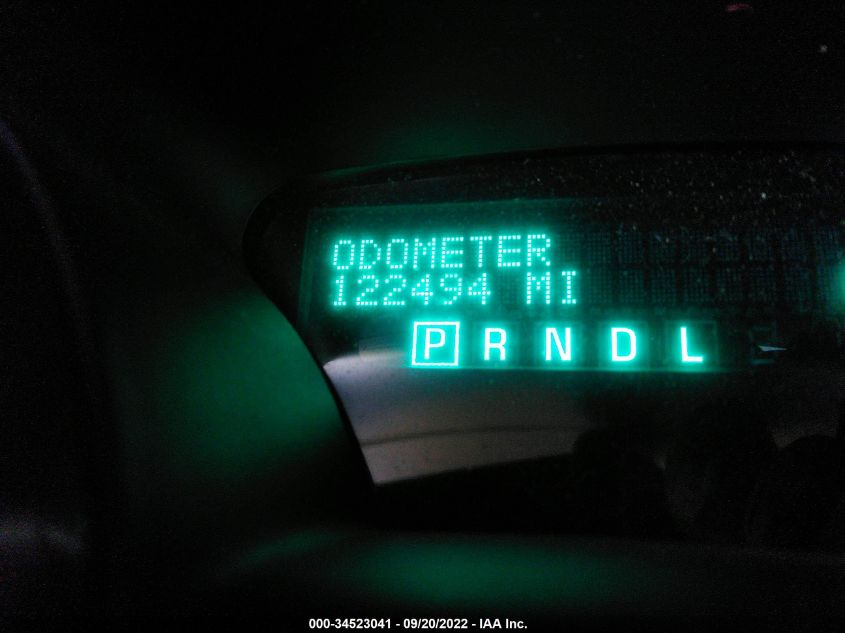 ODOMETER
122494 MI
P R N D L
000-34523041 - 09/20/2022 - IAA Inc.